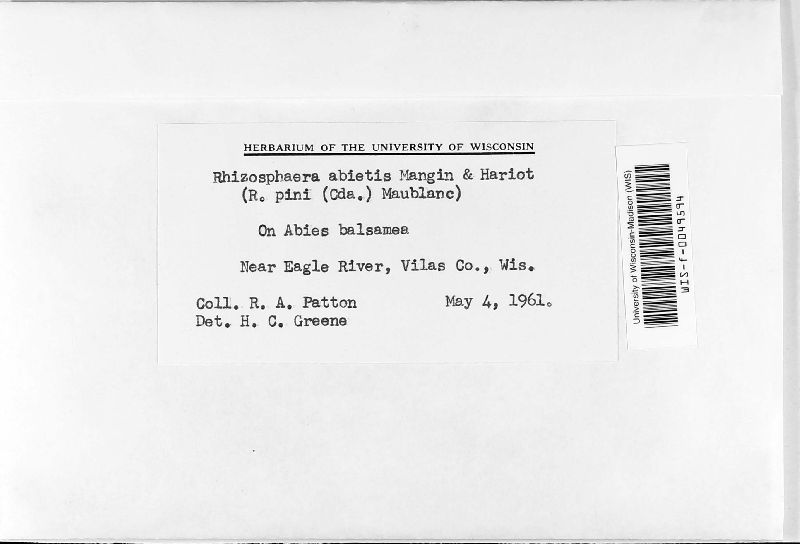 HERBARIUM OF THE UNIVERSITY OF WISCONSIN
Rhizosphaera abietis Mangin & Hariot
(R. pini (Cda.) Maublanc)
On Abies balsamea
Near Eagle River, Vilas Co., Wis.
Coll. R. A. Patton May 4, 1961.
Det. H. C. Greene
University of Wisconsin-Madison (WIS)
WIS-f-0049594